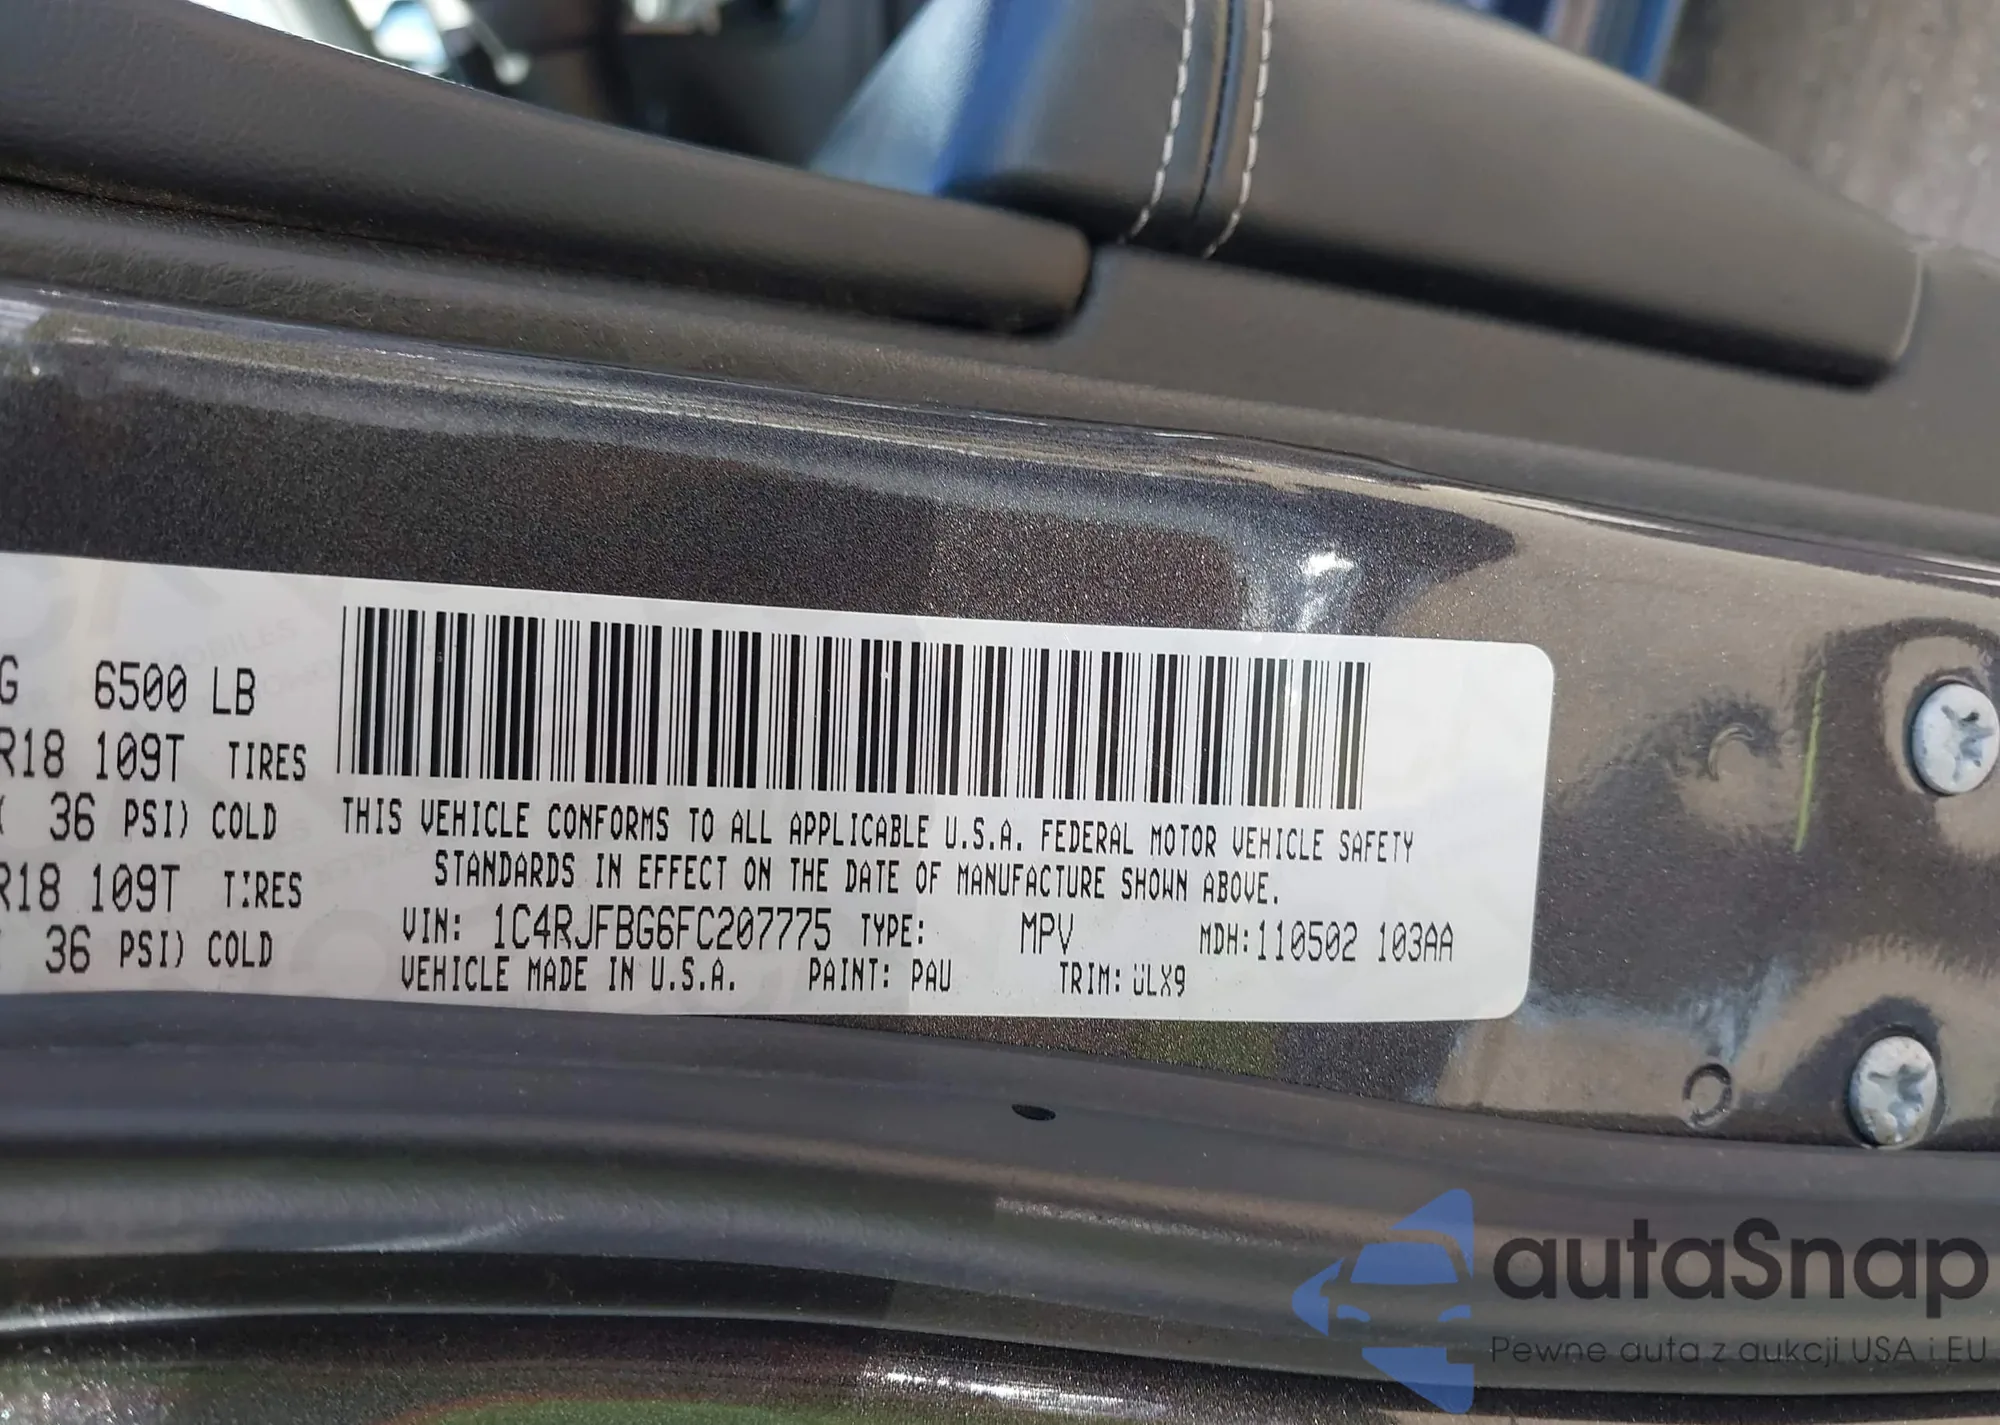 G 6500 LB
R18 109T TIRES
( 36 PSI) COLD
R18 109T TIRES
36 PSI) COLD
THIS VEHICLE CONFORMS TO ALL APPLICABLE U.S.A. FEDERAL MOTOR VEHICLE SAFETY
STANDARDS IN EFFECT ON THE DATE OF MANUFACTURE SHOWN ABOVE.
VIN: 1C4RJFBG6FC207775 TYPE: MPV MDH:110502 103AA
VEHICLE MADE IN U.S.A. PAINT: PAU TRIM: ULX9
autaSnap
Pewne auta z aukcji USA i EU